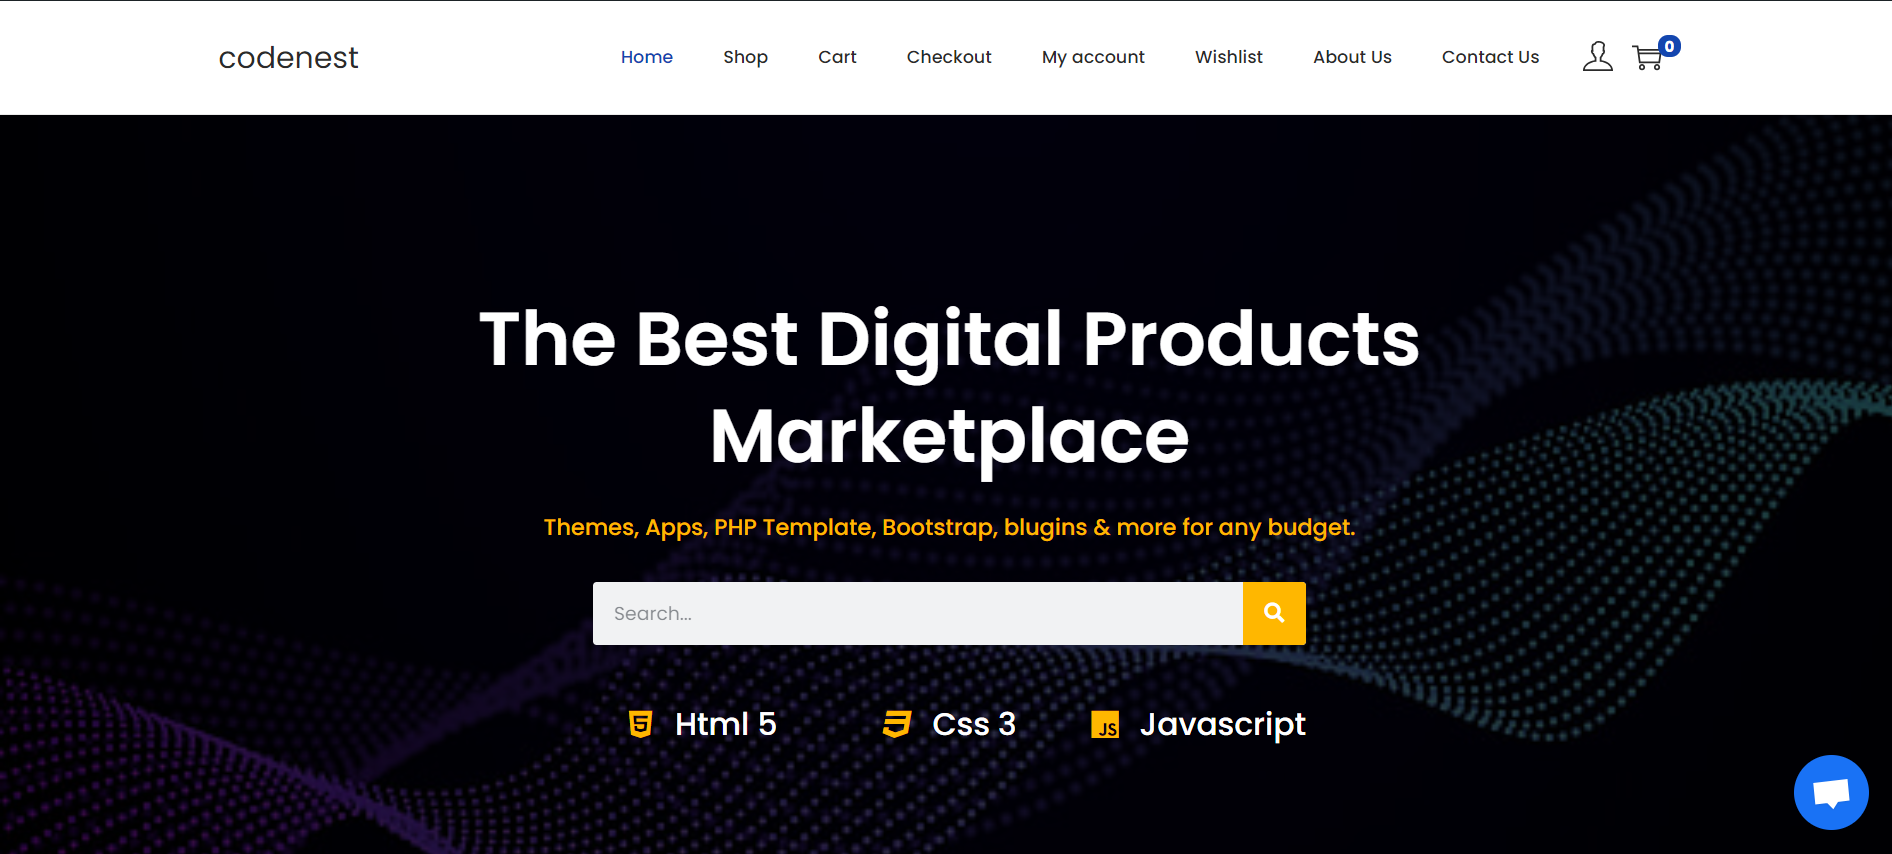 codenest
Home Shop Cart Checkout My account Wishlist About Us Contact Us 0
The Best Digital Products
Marketplace
Themes, Apps, PHP Template, Bootstrap, blugins & more for any budget.
Search...
5 Html 5 Css 3 JS Javascript